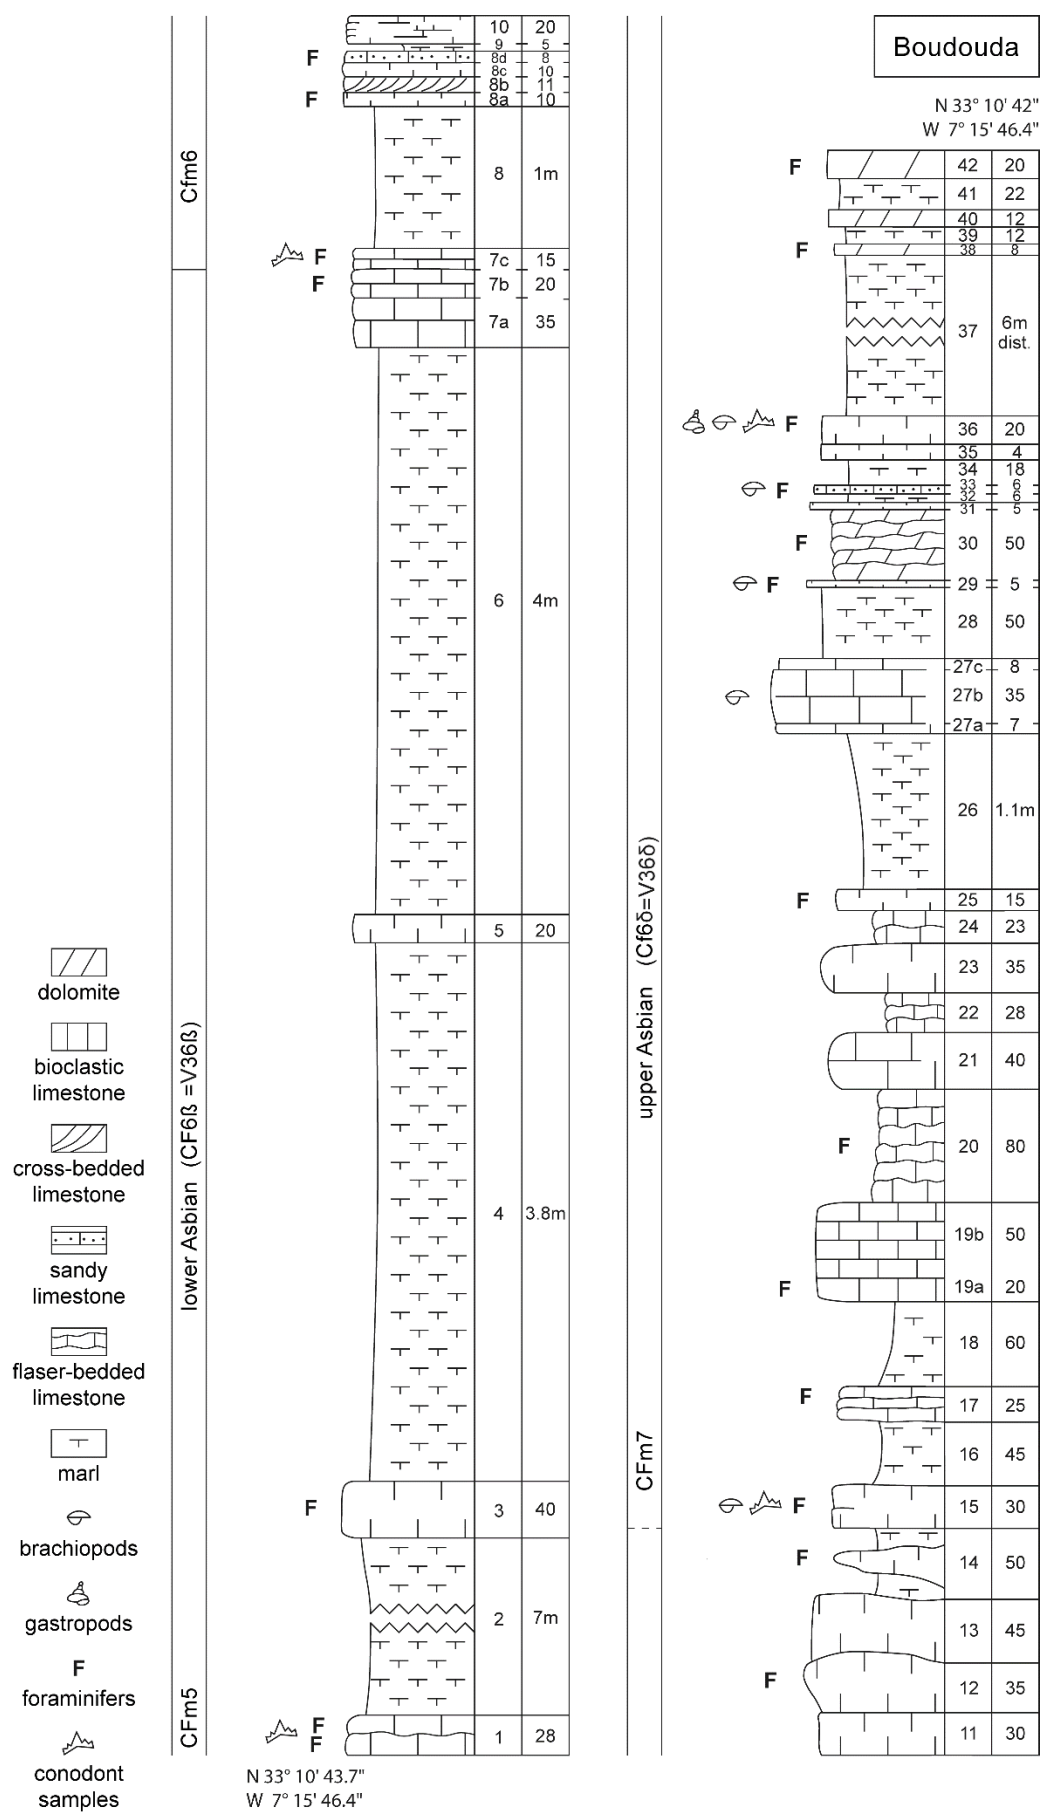 Boudouda
N 33° 10' 42"
W 7° 15' 46.4"
10 20
9 5
F 8d 8
8c 10
8b 11
F 8a 10
8 1m
F 7c 15
F 7b 20
7a 35
6 4m
5 20
4 3.8m
F 3 40
2 7m
F
F
1 28
N 33° 10' 43.7"
W 7° 15' 46.4"
Cfm6
lower Asbian (CF6ß =V36ß)
CFm5
upper Asbian (Cf6δ=V36δ)
CFm7
F 42 20
41 22
40 12
39 12
F 38 8
37 6m
dist.
F 36 20
35 4
34 18
F 33 6
32 6
31 5
F 30 50
F 29 5
28 50
27c 8
27b 35
27a 7
26 1.1m
F 25 15
24 23
23 35
22 28
21 40
F 20 80
19b 50
F 19a 20
18 60
F 17 25
16 45
F 15 30
F 14 50
13 45
F 12 35
11 30
dolomite
bioclastic
limestone
cross-bedded
limestone
sandy
limestone
flaser-bedded
limestone
marl
brachiopods
gastropods
F
foraminifers
conodont
samples